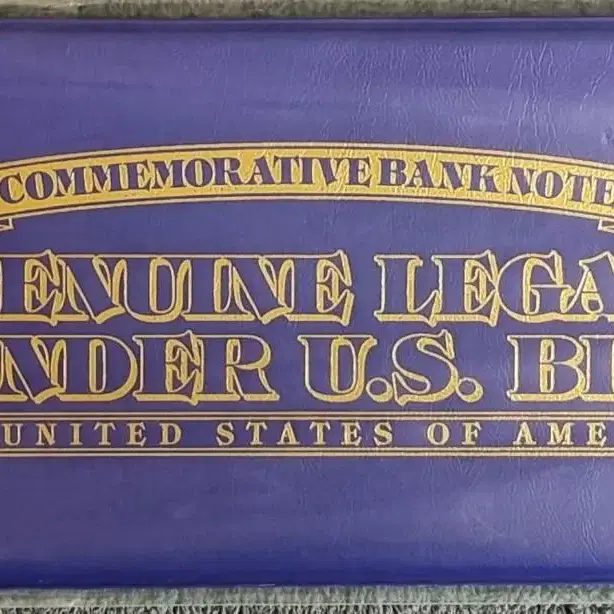 COMMEMORATIVE BANK NOTE
ENUINE LEGA
NDER U.S. BI
UNITED STATES OF AME